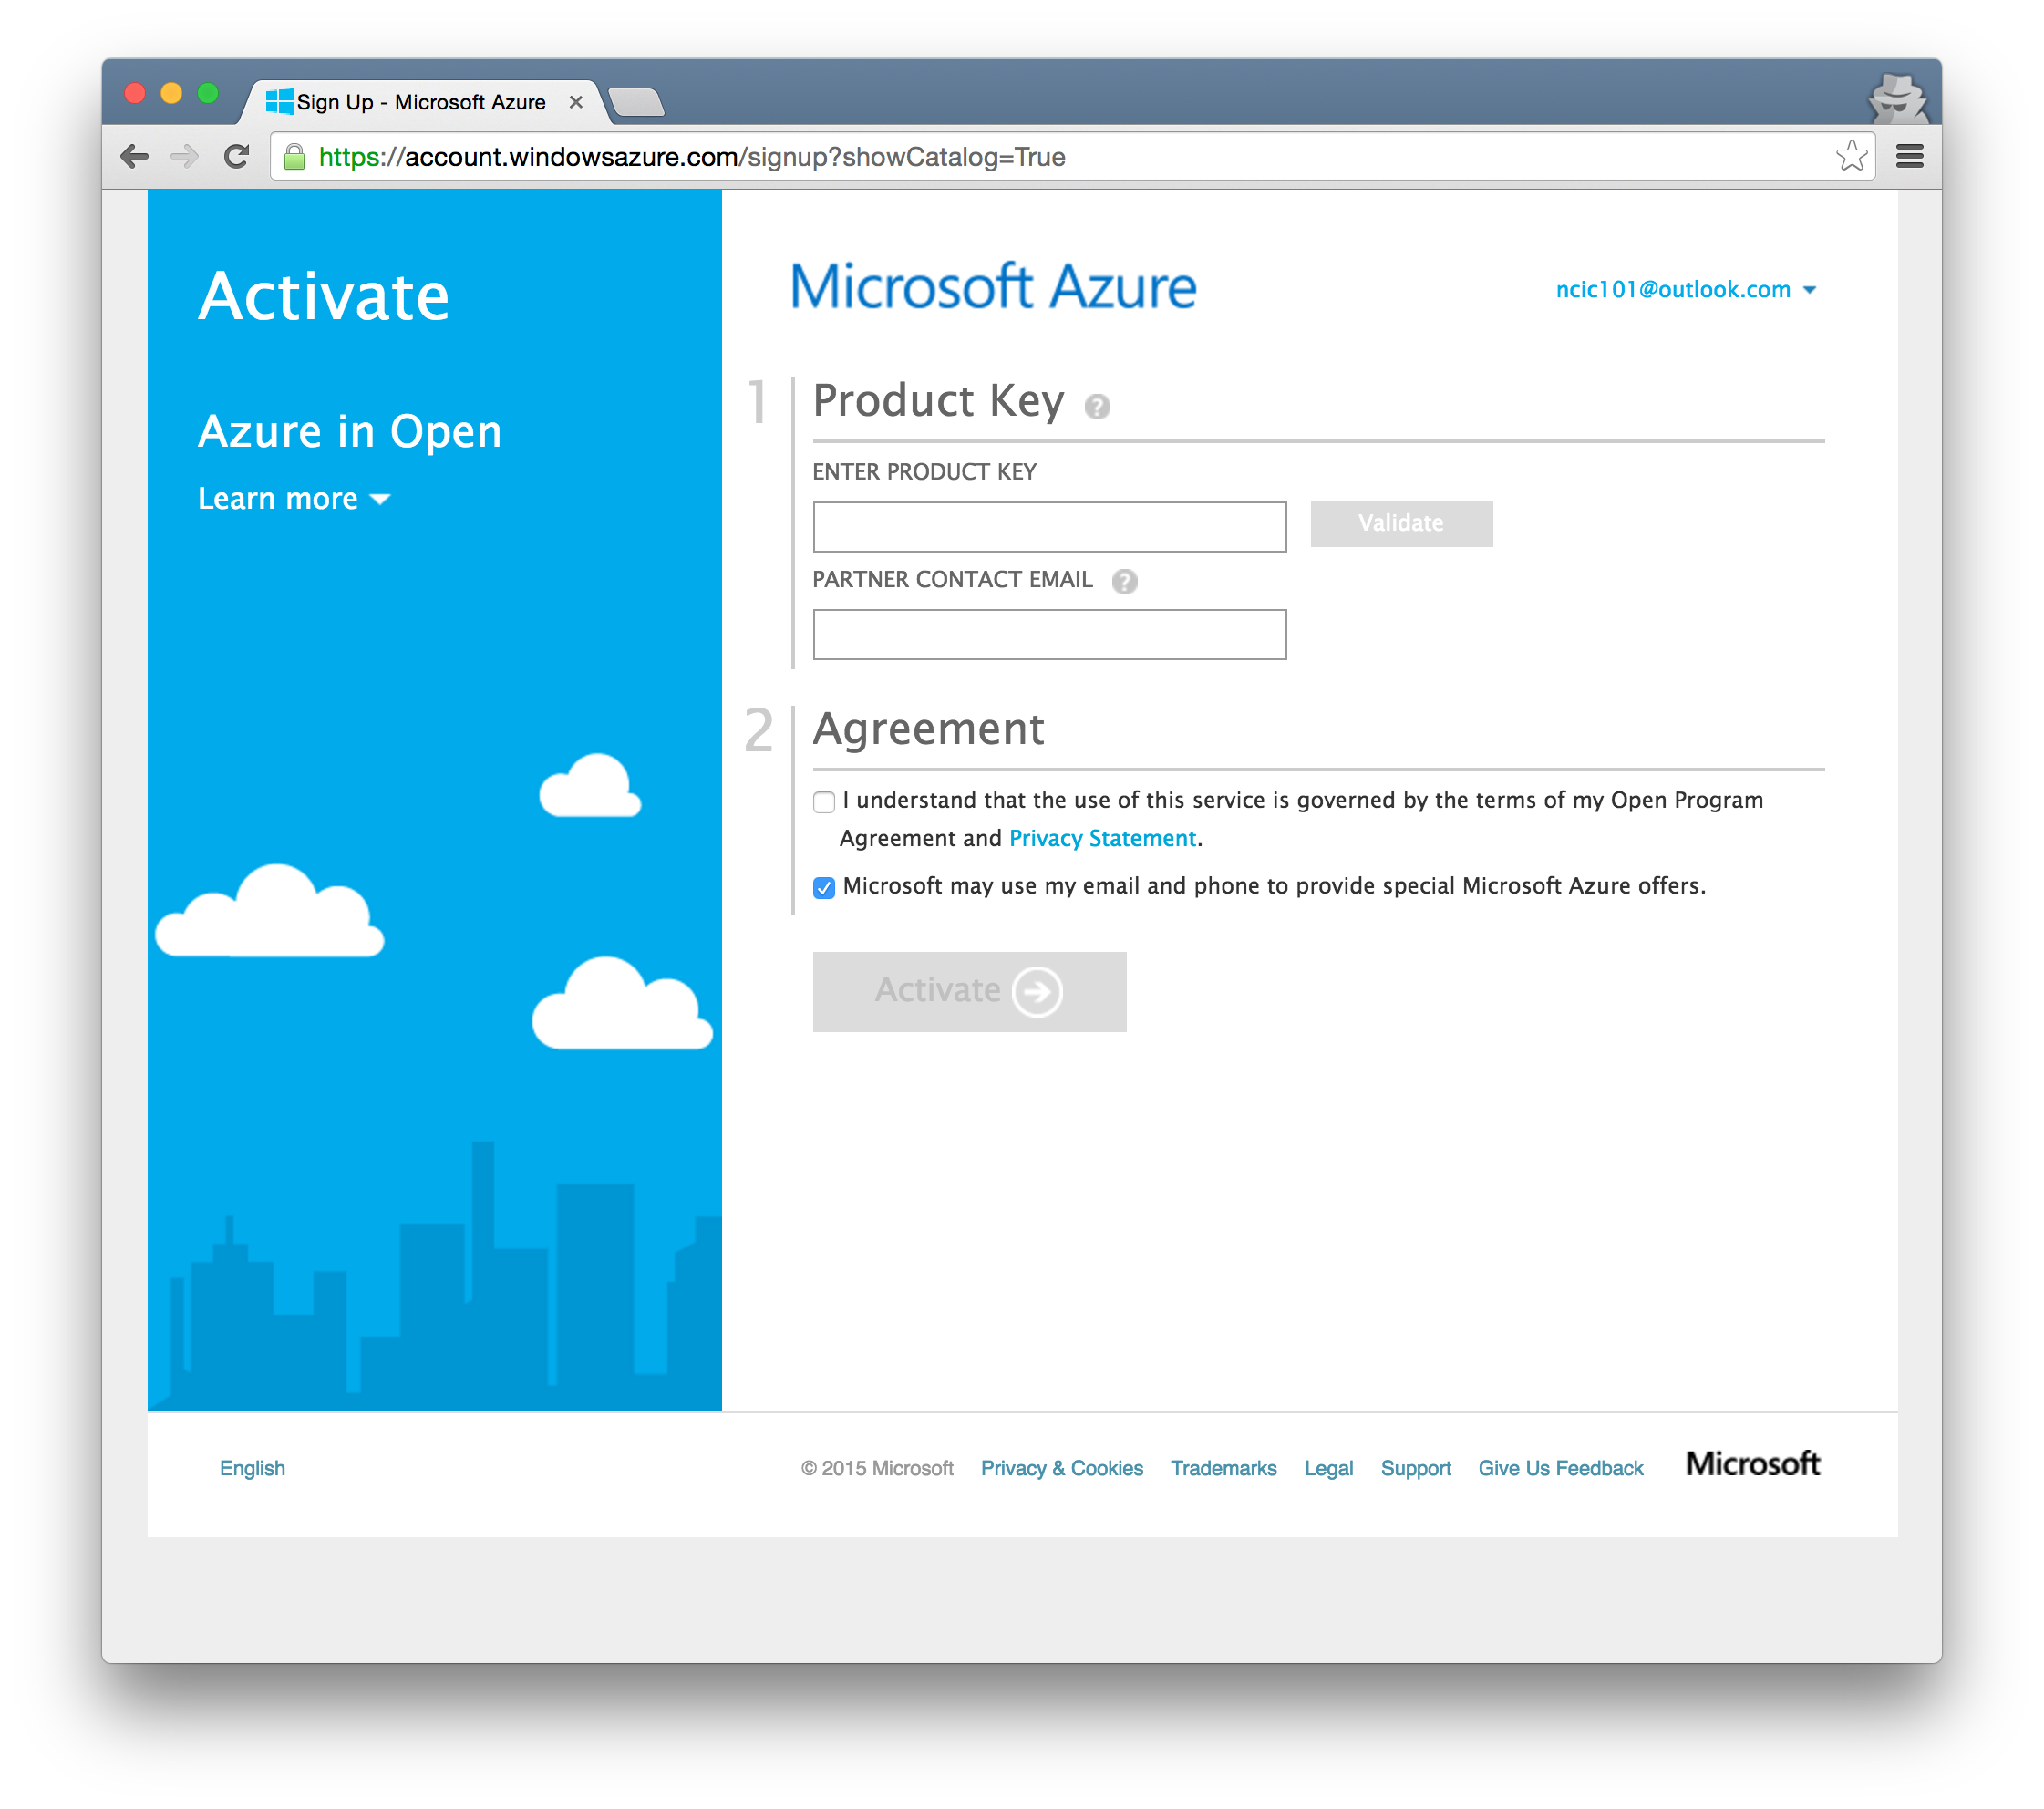 Sign Up - Microsoft Azure
https://account.windowsazure.com/signup?showCatalog=True
Activate
Azure in Open
Learn more
Microsoft Azure
ncic101@outlook.com
1
Product Key ?
ENTER PRODUCT KEY
Validate
PARTNER CONTACT EMAIL ?
2
Agreement
I understand that the use of this service is governed by the terms of my Open Program
Agreement and Privacy Statement.
Microsoft may use my email and phone to provide special Microsoft Azure offers.
Activate
English
© 2015 Microsoft Privacy & Cookies Trademarks Legal Support Give Us Feedback Microsoft